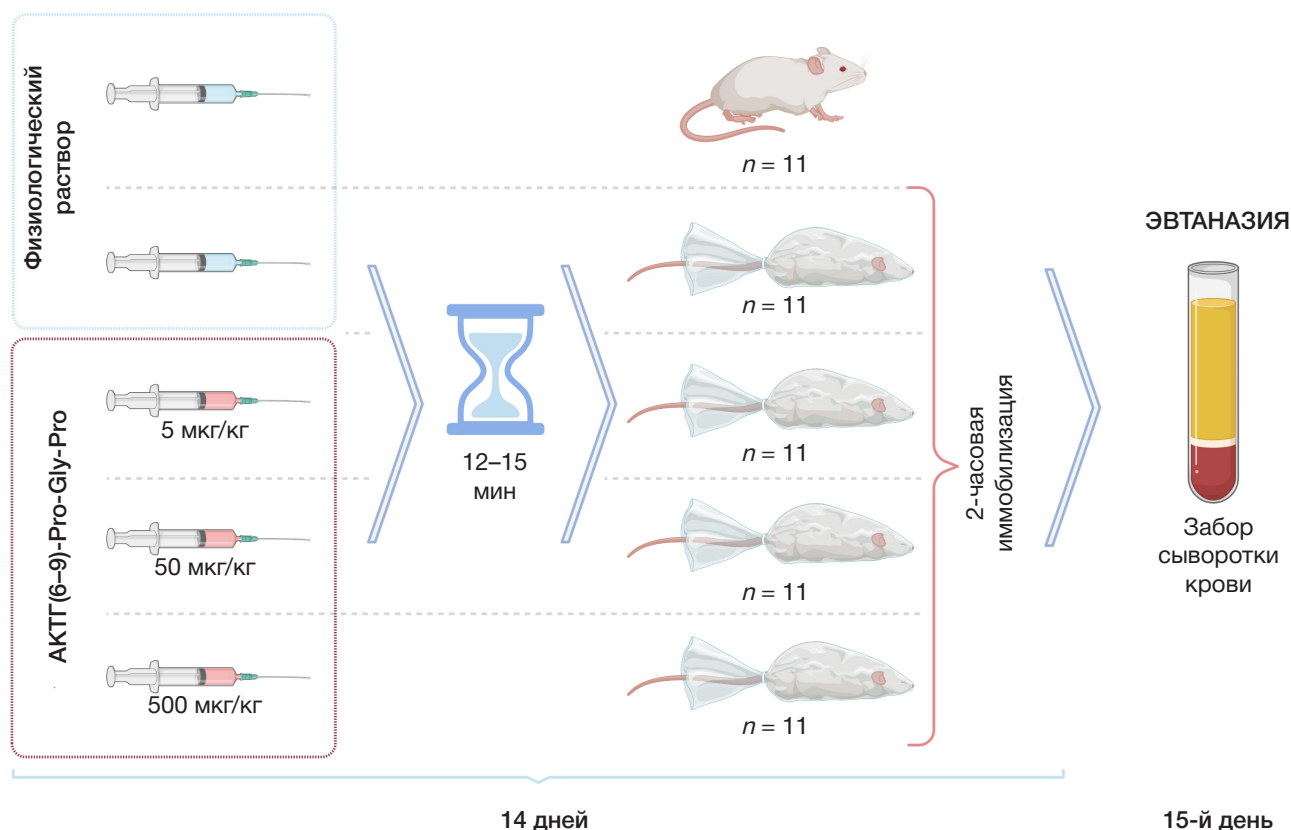 Физиологический
раствор
n = 11
n = 11
АКТГ(6–9)-Pro-Gly-Pro
5 мкг/кг
50 мкг/кг
500 мкг/кг
12–15
мин
n = 11
n = 11
n = 11
2-часовая
иммобилизация
ЭВТАНАЗИЯ
Забор
сыворотки
крови
14 дней
15-й день